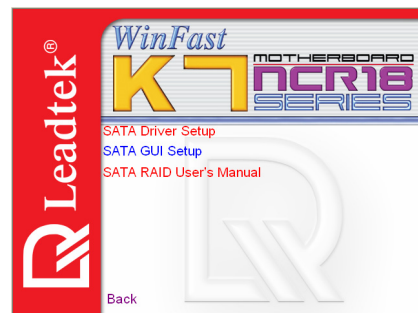 Leadtek®
WinFast
K7
MOTHERBOARD
NCR18
SERIES
SATA Driver Setup
SATA GUI Setup
SATA RAID User's Manual
Back